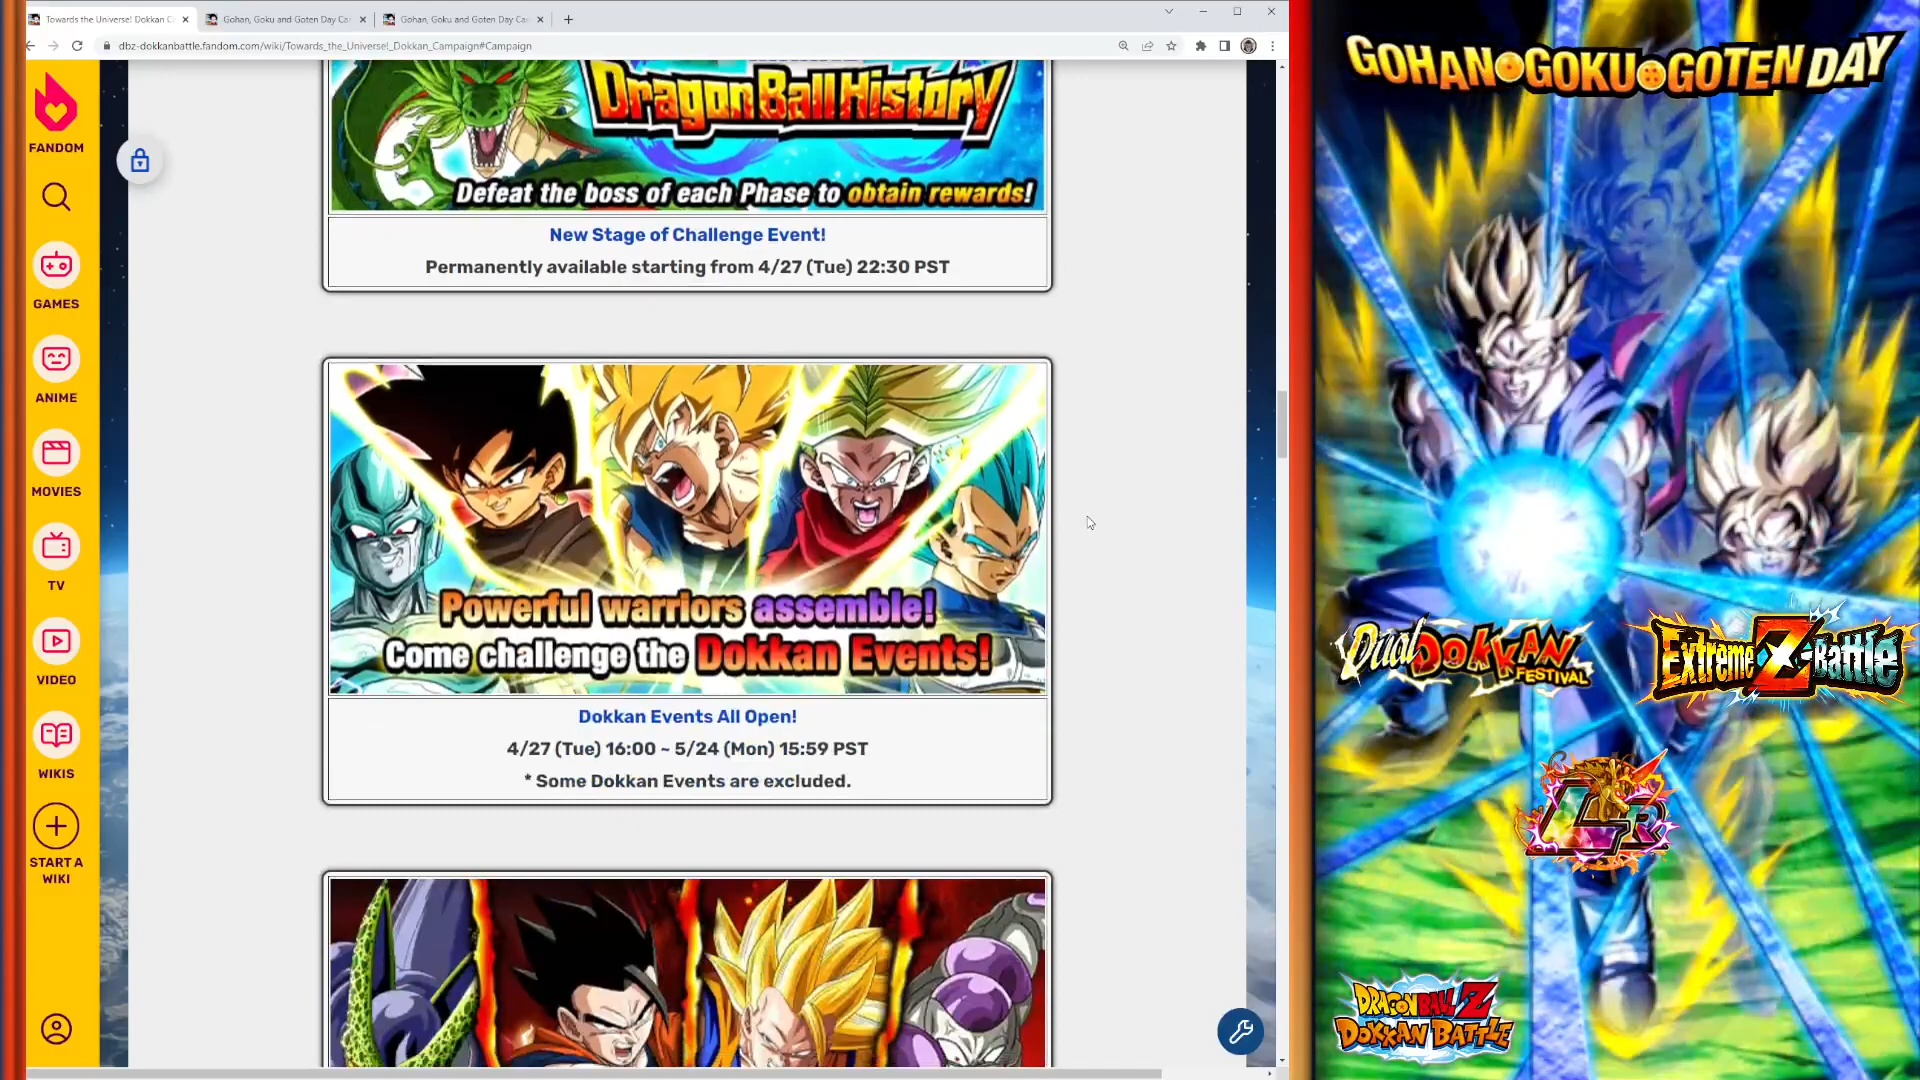 Towards the Universe! Dokkan C
Gohan, Goku and Goten Day Ca
Gohan, Goku and Goten Day Ca
dbz-dokkanbattle.fandom.com/wiki/Towards_the_Universe!_Dokkan_Campaign#Campaign
FANDOM
GAMES
ANIME
MOVIES
TV
VIDEO
WIKIS
START A
WIKI
Dragon Ball History
Defeat the boss of each Phase to obtain rewards!
New Stage of Challenge Event!
Permanently available starting from 4/27 (Tue) 22:30 PST
Powerful warriors assemble!
Come challenge the Dokkan Events!
Dokkan Events All Open!
4/27 (Tue) 16:00 ~ 5/24 (Mon) 15:59 PST
* Some Dokkan Events are excluded.
GOHAN GOKU GOTEN DAY
Dual DOKKAN
FESTIVAL
Extreme Z-Battle
LR
DRAGON BALL Z
DOKKAN BATTLE